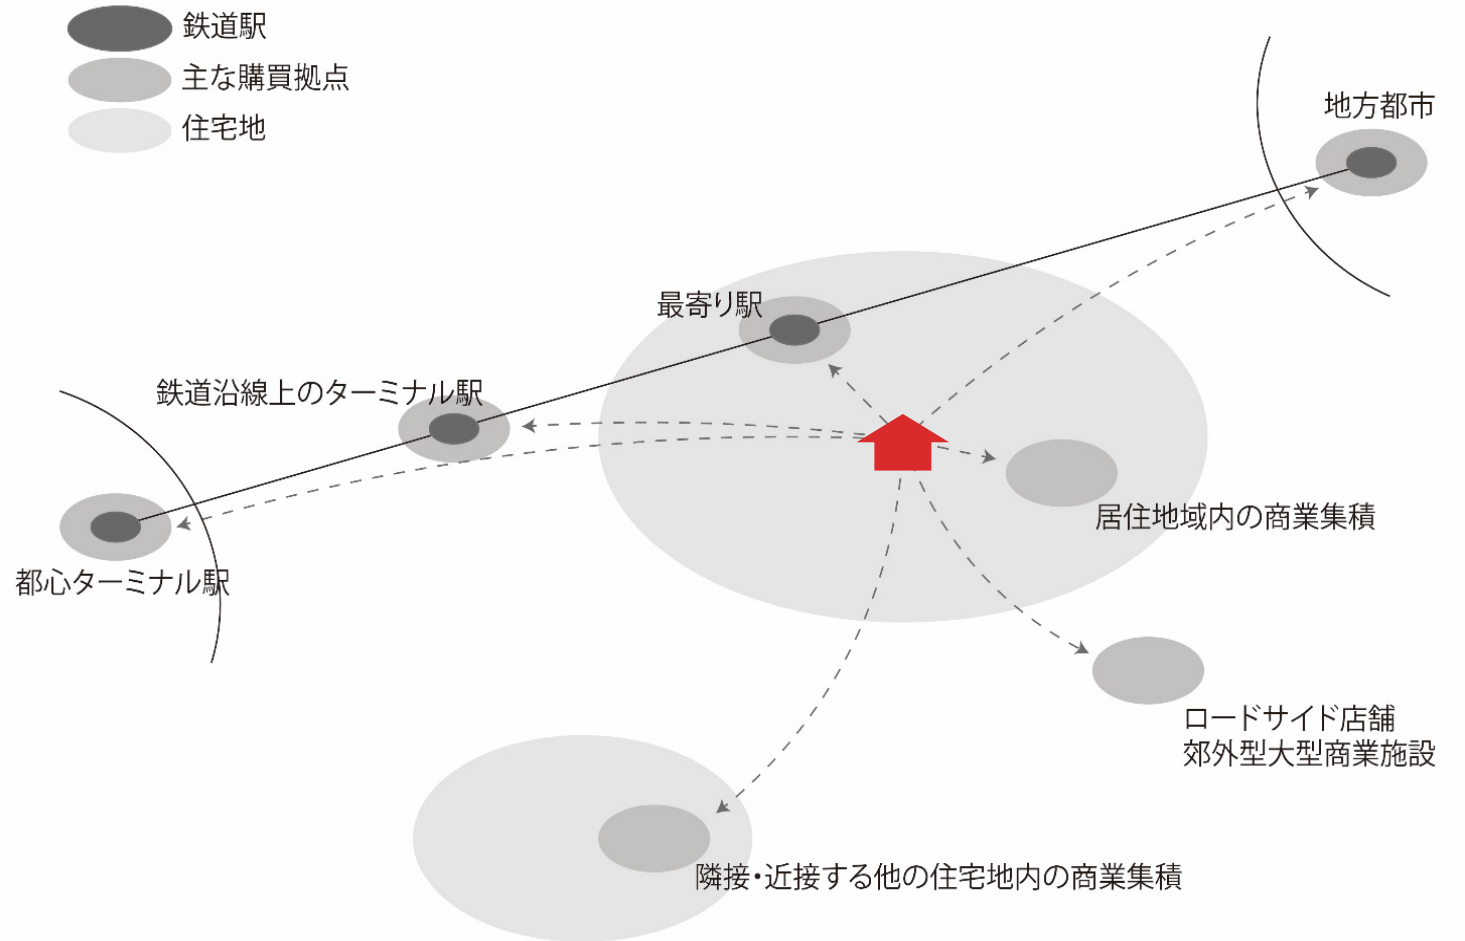 鉄道駅
主な購買拠点
住宅地
地方都市
最寄り駅
鉄道沿線上のターミナル駅
居住地域内の商業集積
都心ターミナル駅
ロードサイド店舗
郊外型大型商業施設
隣接・近接する他の住宅地内の商業集積